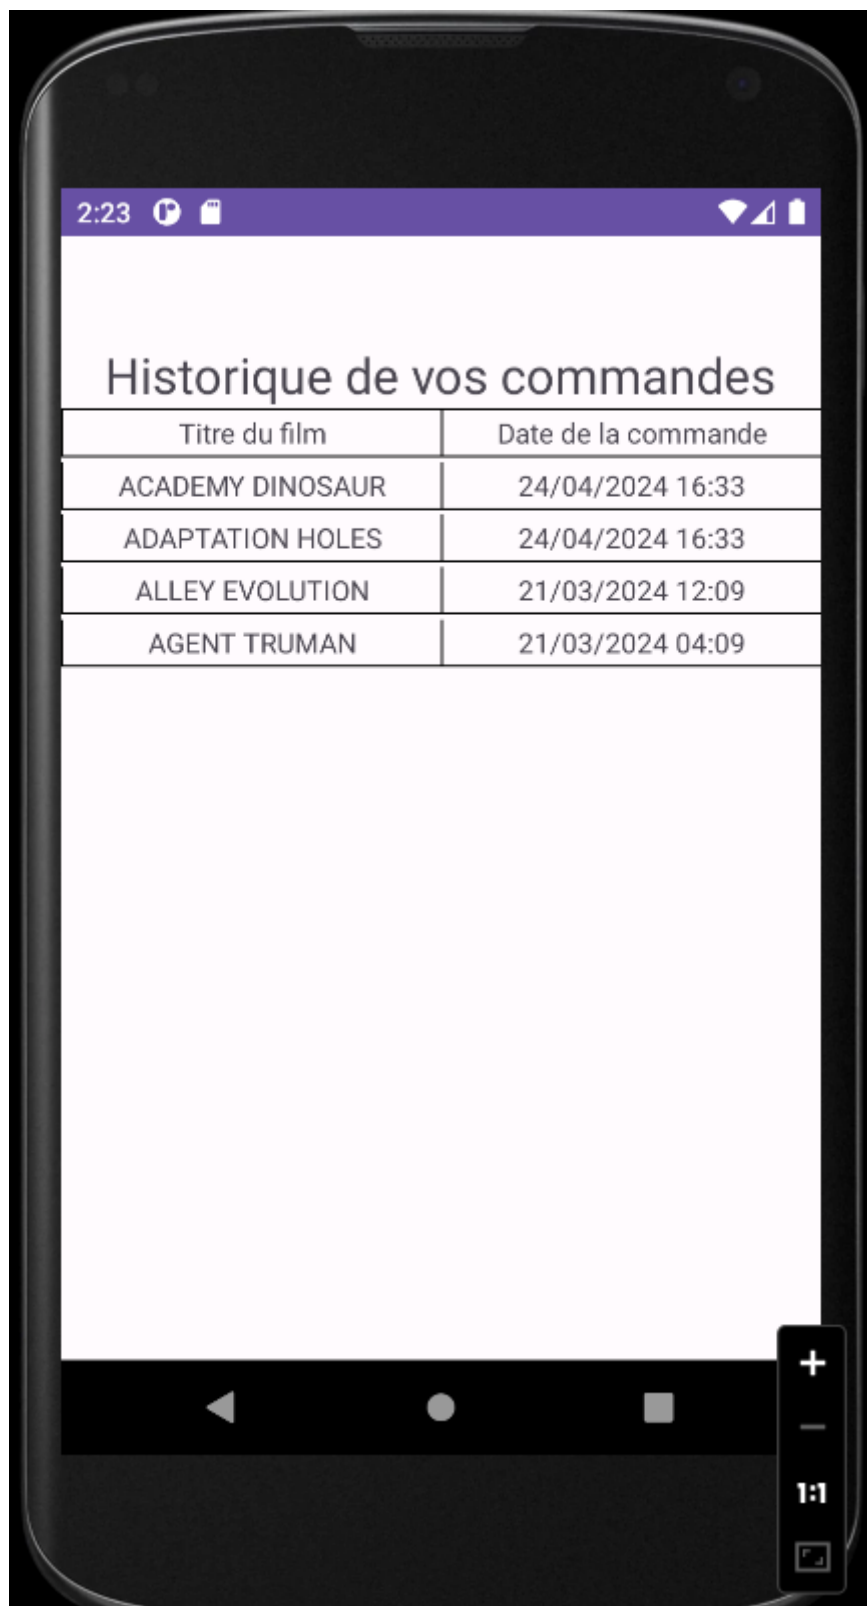 2:23
Historique de vos commandes
Titre du film Date de la commande
ACADEMY DINOSAUR 24/04/2024 16:33
ADAPTATION HOLES 24/04/2024 16:33
ALLEY EVOLUTION 21/03/2024 12:09
AGENT TRUMAN 21/03/2024 04:09
1:1